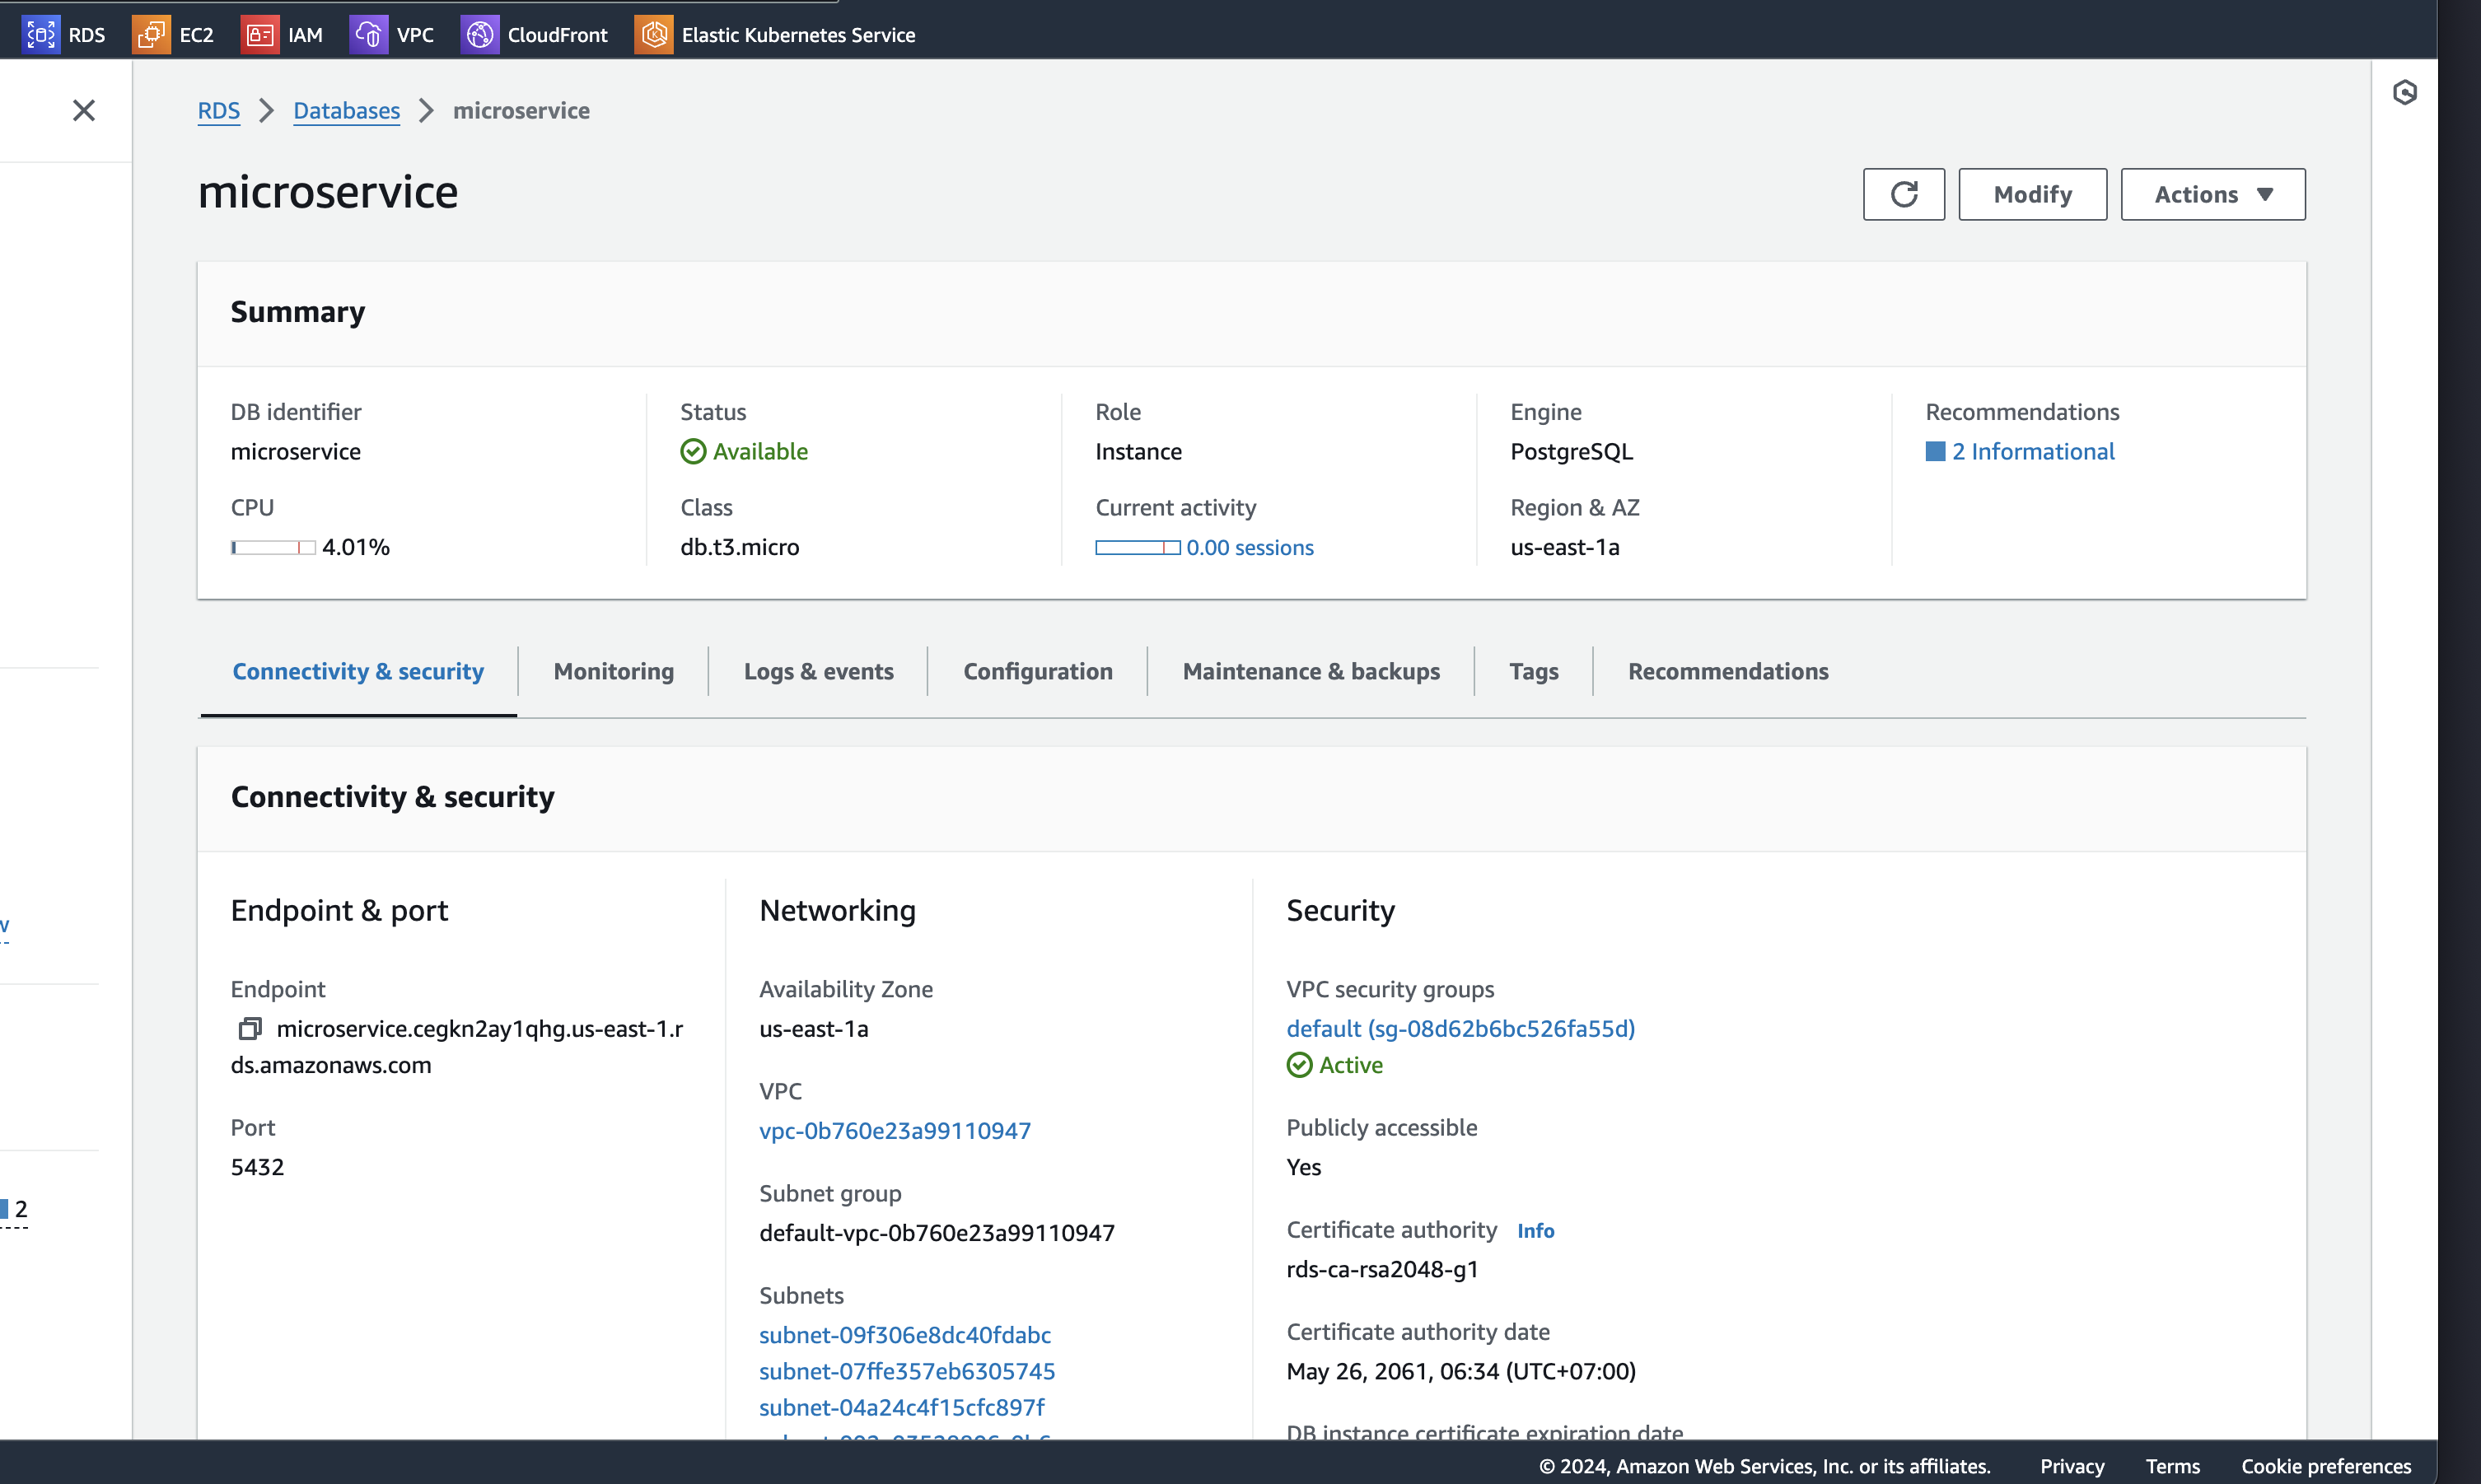 RDS EC2 IAM VPC CloudFront Elastic Kubernetes Service
RDS Databases microservice
microservice
Modify Actions
Summary
DB identifier
microservice
Status
Available
Role
Instance
Engine
PostgreSQL
Recommendations
2 Informational
CPU
4.01%
Class
db.t3.micro
Current activity
0.00 sessions
Region & AZ
us-east-1a
Connectivity & security Monitoring Logs & events Configuration Maintenance & backups Tags Recommendations
Connectivity & security
Endpoint & port
Endpoint
microservice.cegkn2ay1qhg.us-east-1.r
ds.amazonaws.com
Port
5432
Networking
Availability Zone
us-east-1a
VPC
vpc-0b760e23a99110947
Subnet group
default-vpc-0b760e23a99110947
Subnets
subnet-09f306e8dc40fdabc
subnet-07ffe357eb6305745
subnet-04a24c4f15cfc897f
Security
VPC security groups
default (sg-08d62b6bc526fa55d)
Active
Publicly accessible
Yes
Certificate authority Info
rds-ca-rsa2048-g1
Certificate authority date
May 26, 2061, 06:34 (UTC+07:00)
DB instance certificate expiration date
2
© 2024, Amazon Web Services, Inc. or its affiliates. Privacy Terms Cookie preferences